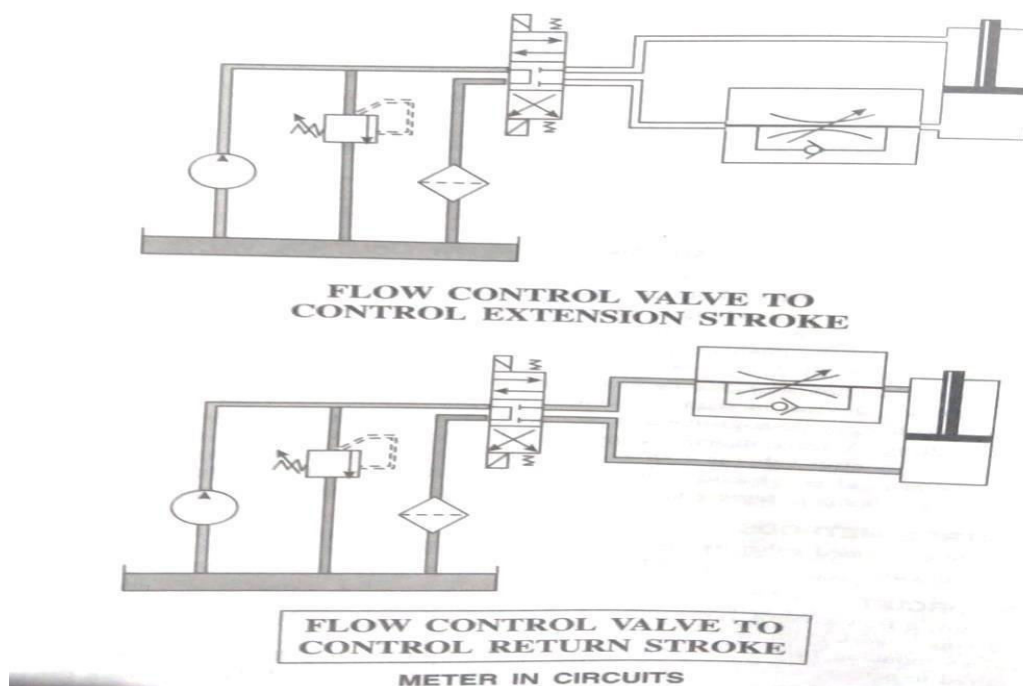 FLOW CONTROL VALVE TO
CONTROL EXTENSION STROKE
FLOW CONTROL VALVE TO
CONTROL RETURN STROKE
METER IN CIRCUITS